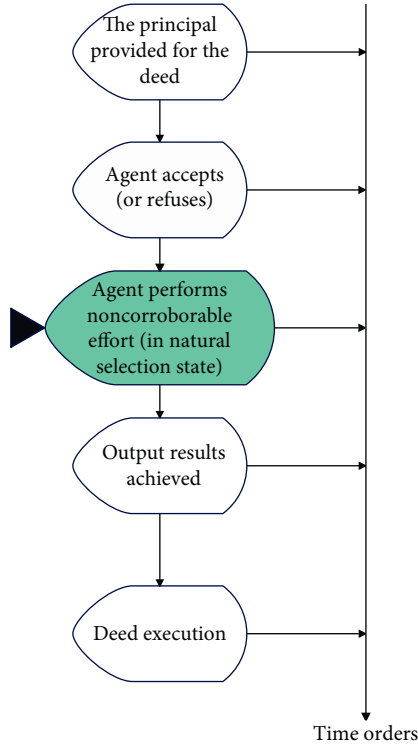 The principal
provided for the
deed
Agent accepts
(or refuses)
Agent performs
noncorroborable
effort (in natural
selection state)
Output results
achieved
Deed execution
Time orders